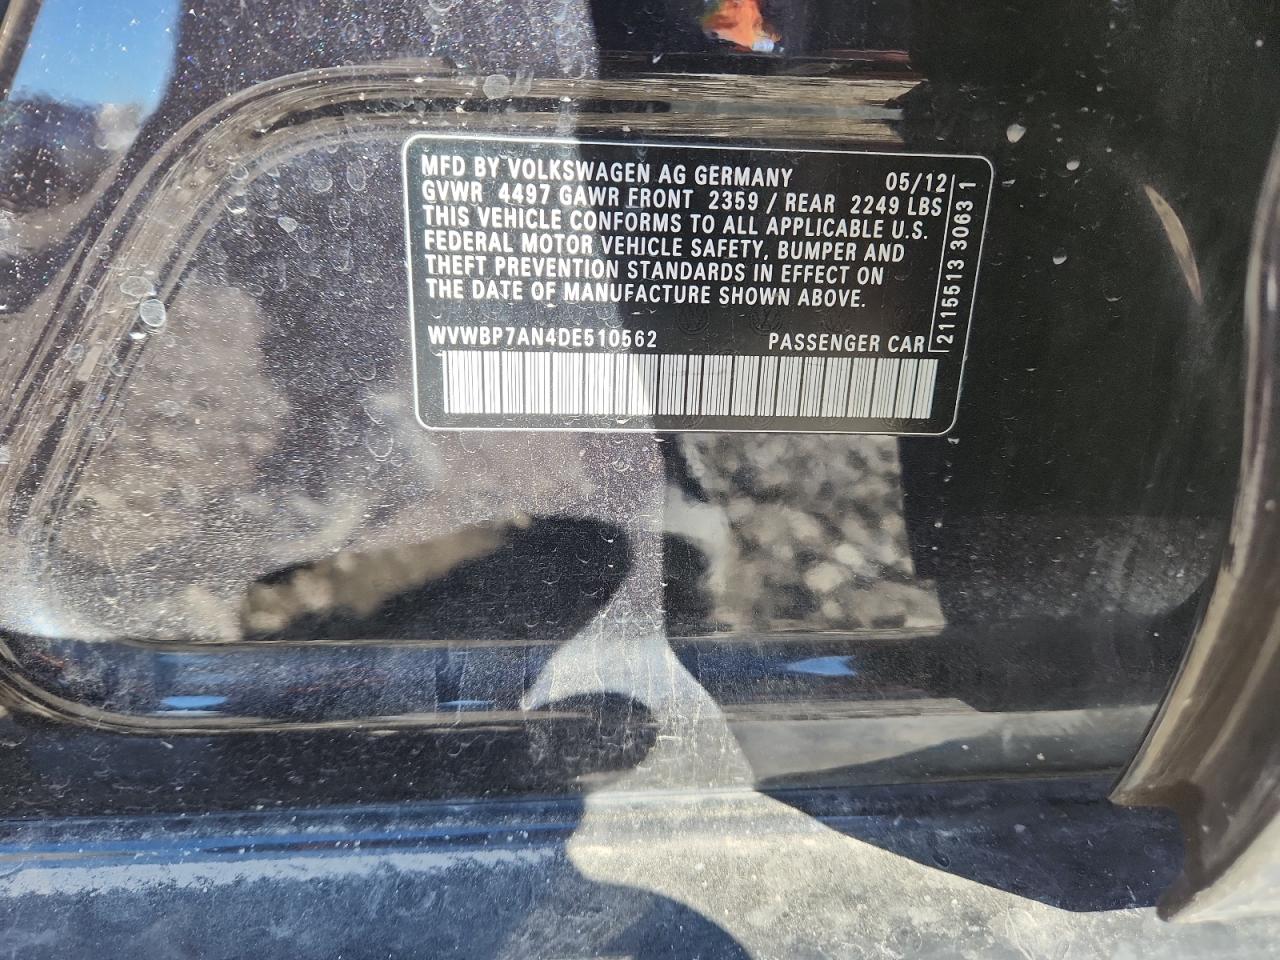 MFD BY VOLKSWAGEN AG GERMANY 05/12
GVWR 4497 GAWR FRONT 2359 / REAR 2249 LBS
THIS VEHICLE CONFORMS TO ALL APPLICABLE U.S.
FEDERAL MOTOR VEHICLE SAFETY, BUMPER AND
THEFT PREVENTION STANDARDS IN EFFECT ON
THE DATE OF MANUFACTURE SHOWN ABOVE.
WVWBP7AN4DE510562 PASSENGER CAR
2115513 30631